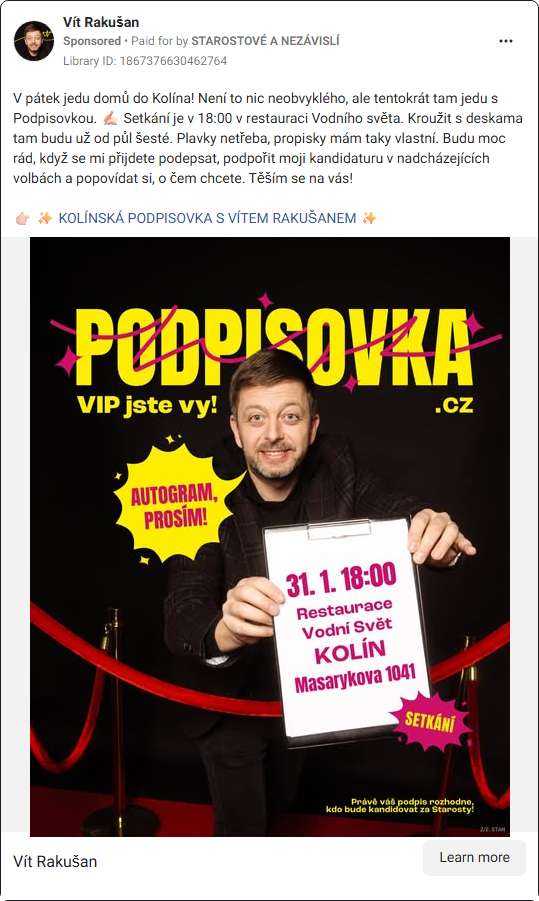 Vít Rakušan
Sponsored • Paid for by STAROSTOVÉ A NEZÁVISLÍ
Library ID: 1867376630462764
V pátek jedu domů do Kolína! Není to nic neobvyklého, ale tentokrát tam jedu s
Podpisovkou. ✍🏻 Setkání je v 18:00 v restauraci Vodního světa. Kroužit s deskama
tam budu už od půl šesté. Plavky netřeba, propisky mám taky vlastní. Budu moc
rád, když se mi přijdete podepsat, podpořit moji kandidaturu v nadcházejících
volbách a popovídat si, o čem chcete. Těším se na vás!
👉🏻 ✨ KOLÍNSKÁ PODPISOVKA S VÍTEM RAKUŠANEM ✨
PODPISOVKA
VIP jste vy! .CZ
AUTOGRAM,
PROSÍM!
31. 1. 18:00
Restaurace
Vodní Svět
KOLÍN
Masarykova 1041
SETKÁNÍ
Právě váš podpis rozhodne,
kdo bude kandidovat za Starosty!
Z/Z: STAN
Vít Rakušan
Learn more